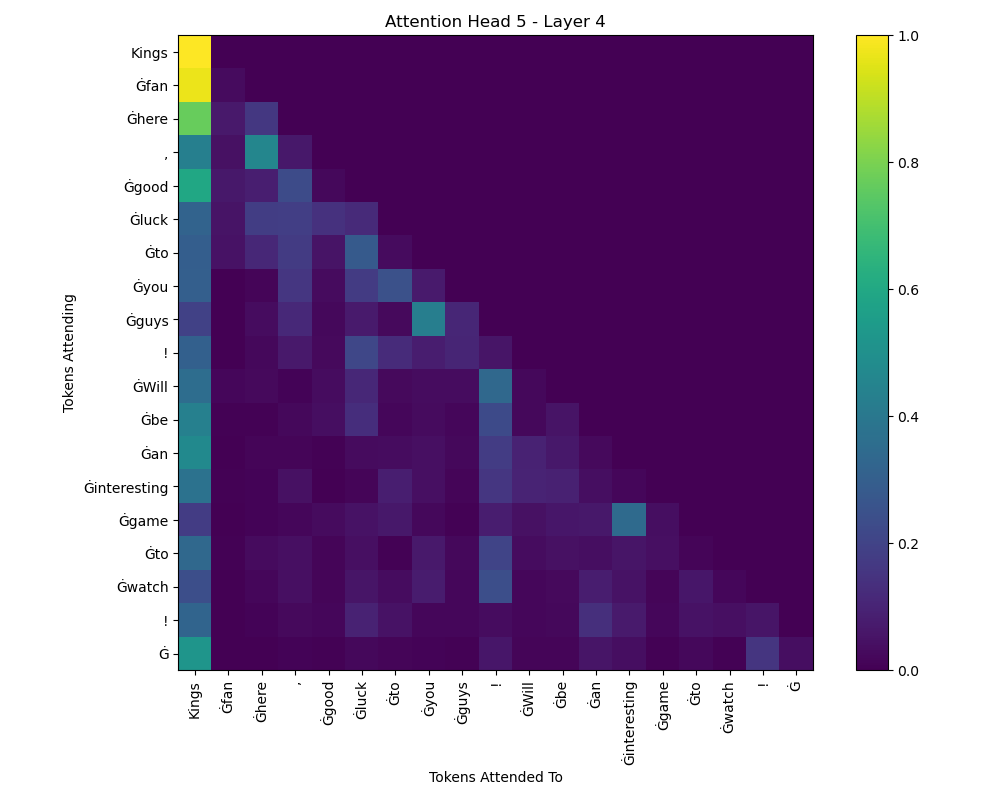 Attention Head 5 - Layer 4
Tokens Attending
Kings
Ġfan
Ġhere
,
Ġgood
Ġluck
Ġto
Ġyou
Ġguys
!
ĠWill
Ġbe
Ġan
Ġinteresting
Ġgame
Ġto
Ġwatch
!
Ġ
Kings
Ġfan
Ġhere
,
Ġgood
Ġluck
Ġto
Ġyou
Ġguys
!
ĠWill
Ġbe
Ġan
Ġinteresting
Ġgame
Ġto
Ġwatch
!
Ġ
Tokens Attended To
1.0
0.8
0.6
0.4
0.2
0.0